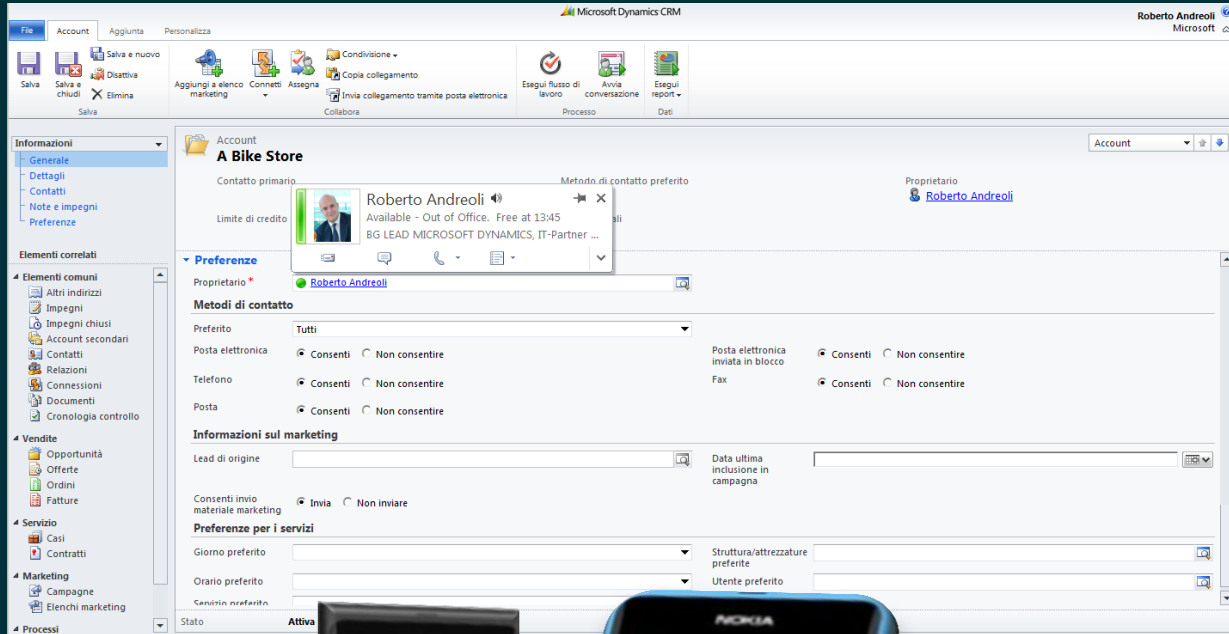 Microsoft Dynamics CRM
Roberto Andreoli
Microsoft
File Account Aggiunta Personalizza
Salva
Salva e chiudi
Salva e nuovo
Disattiva
Elimina
Salva
Aggiungi a elenco marketing
Connetti
Assegna
Condivisione
Copia collegamento
Invia collegamento tramite posta elettronica
Collabora
Esegui flusso di lavoro
Avvia conversazione
Processo
Esegui report
Dati
Informazioni
Generale
Dettagli
Contatti
Note e impegni
Preferenze
Elementi correlati
Elementi comuni
Altri indirizzi
Impegni
Impegni chiusi
Account secondari
Contatti
Relazioni
Connessioni
Documenti
Cronologia controllo
Vendite
Opportunità
Offerte
Ordini
Fatture
Servizio
Casi
Contratti
Marketing
Campagne
Elenchi marketing
Processi
Account
A Bike Store
Account
Contatto primario
Metodo di contatto preferito
Proprietario
Roberto Andreoli
Limite di credito
Roberto Andreoli
Available - Out of Office. Free at 13:45
BG LEAD MICROSOFT DYNAMICS, IT-Partner ...
Preferenze
Proprietario * Roberto Andreoli
Metodi di contatto
Preferito Tutti
Posta elettronica Consenti Non consentire
Posta elettronica inviata in blocco Consenti Non consentire
Telefono Consenti Non consentire
Fax Consenti Non consentire
Posta Consenti Non consentire
Informazioni sul marketing
Lead di origine
Data ultima inclusione in campagna
Consenti invio materiale marketing Invia Non inviare
Preferenze per i servizi
Giorno preferito
Struttura/attrezzature preferite
Orario preferito
Utente preferito
Servizio preferito
Stato Attiva
NOKIA